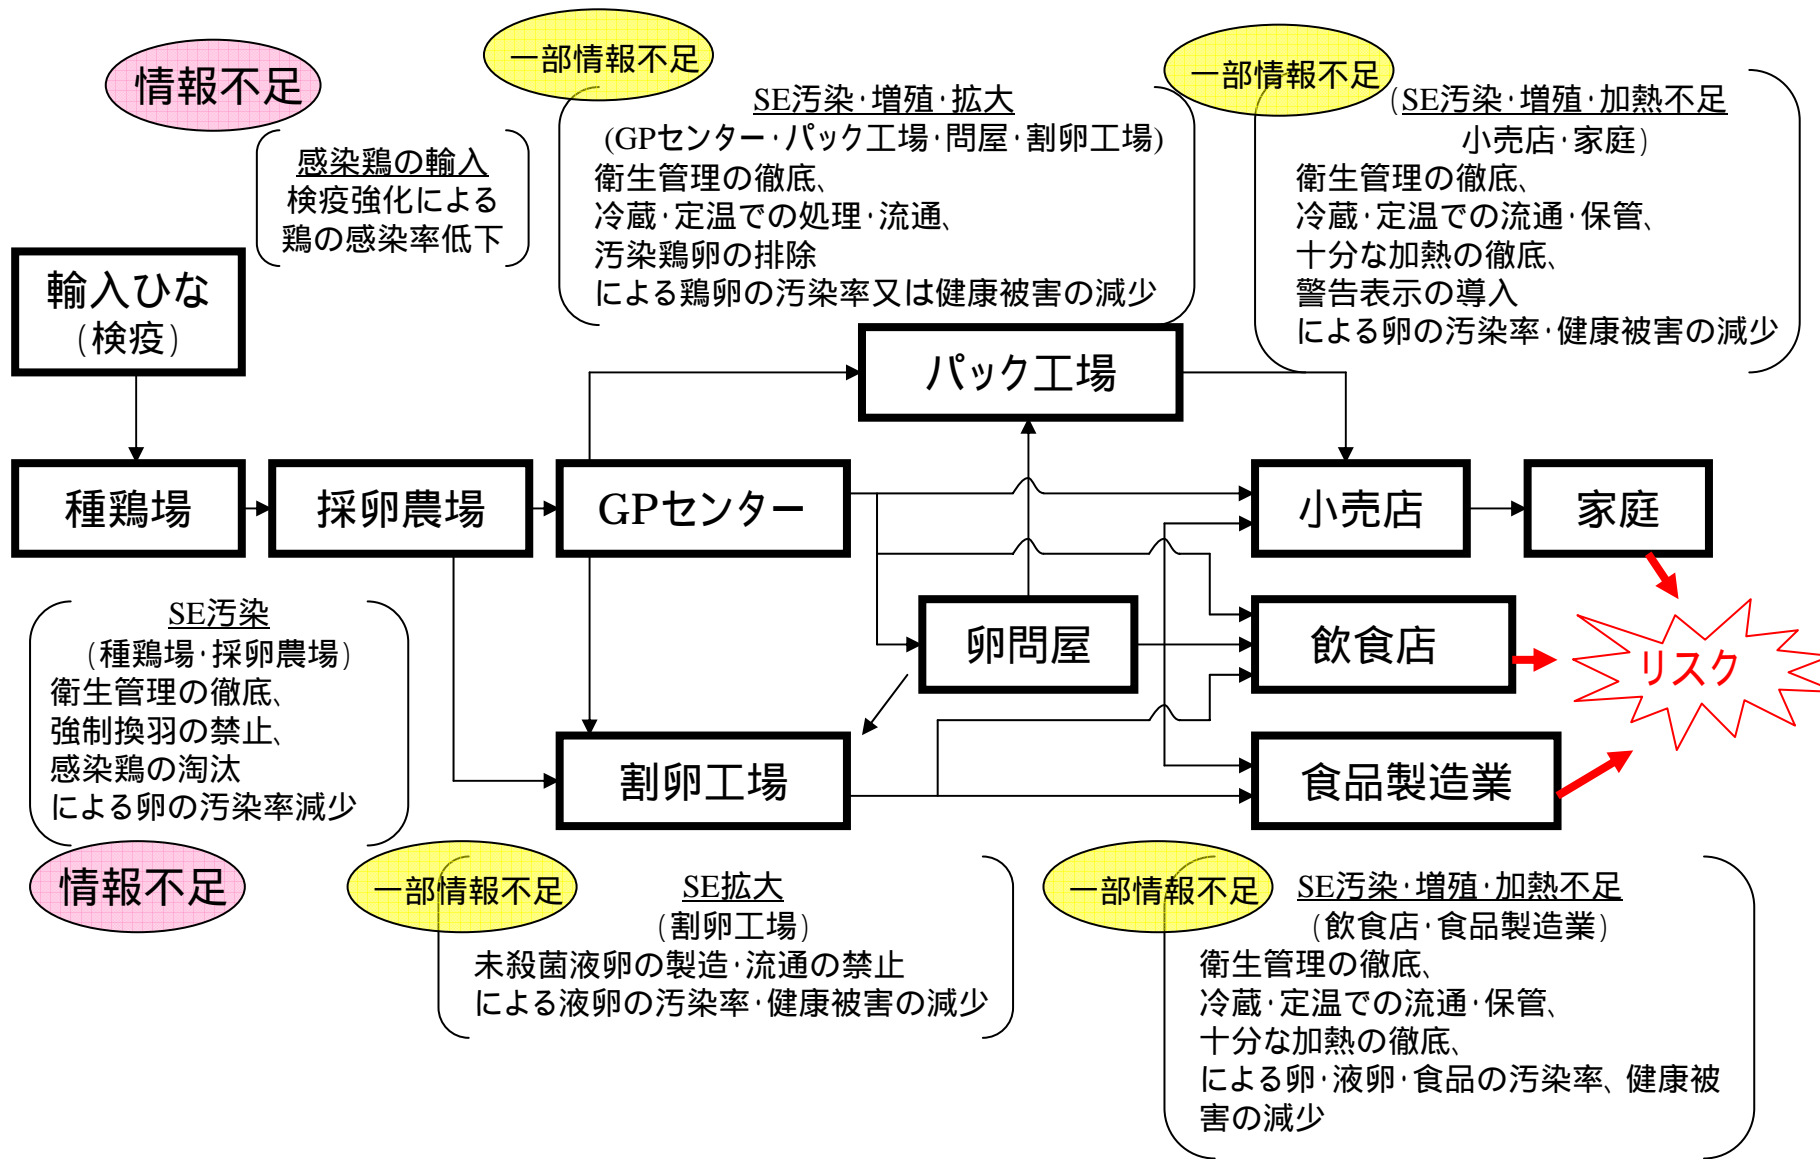 情報不足
一部情報不足
一部情報不足
感染鶏の輸入
検疫強化による
鶏の感染率低下
SE汚染・増殖・拡大
(GPセンター・パック工場・問屋・割卵工場)
衛生管理の徹底、
冷蔵・定温での処理・流通、
汚染鶏卵の排除
による鶏卵の汚染率又は健康被害の減少
(SE汚染・増殖・加熱不足
小売店・家庭)
衛生管理の徹底、
冷蔵・定温での流通・保管、
十分な加熱の徹底、
警告表示の導入
による卵の汚染率・健康被害の減少
輸入ひな
(検疫)
パック工場
種鶏場
採卵農場
GPセンター
小売店
家庭
卵問屋
飲食店
リスク
割卵工場
食品製造業
SE汚染
(種鶏場・採卵農場)
衛生管理の徹底、
強制換羽の禁止、
感染鶏の淘汰
による卵の汚染率減少
情報不足
一部情報不足
SE拡大
(割卵工場)
未殺菌液卵の製造・流通の禁止
による液卵の汚染率・健康被害の減少
一部情報不足
SE汚染・増殖・加熱不足
(飲食店・食品製造業)
衛生管理の徹底、
冷蔵・定温での流通・保管、
十分な加熱の徹底、
による卵・液卵・食品の汚染率、健康被
害の減少